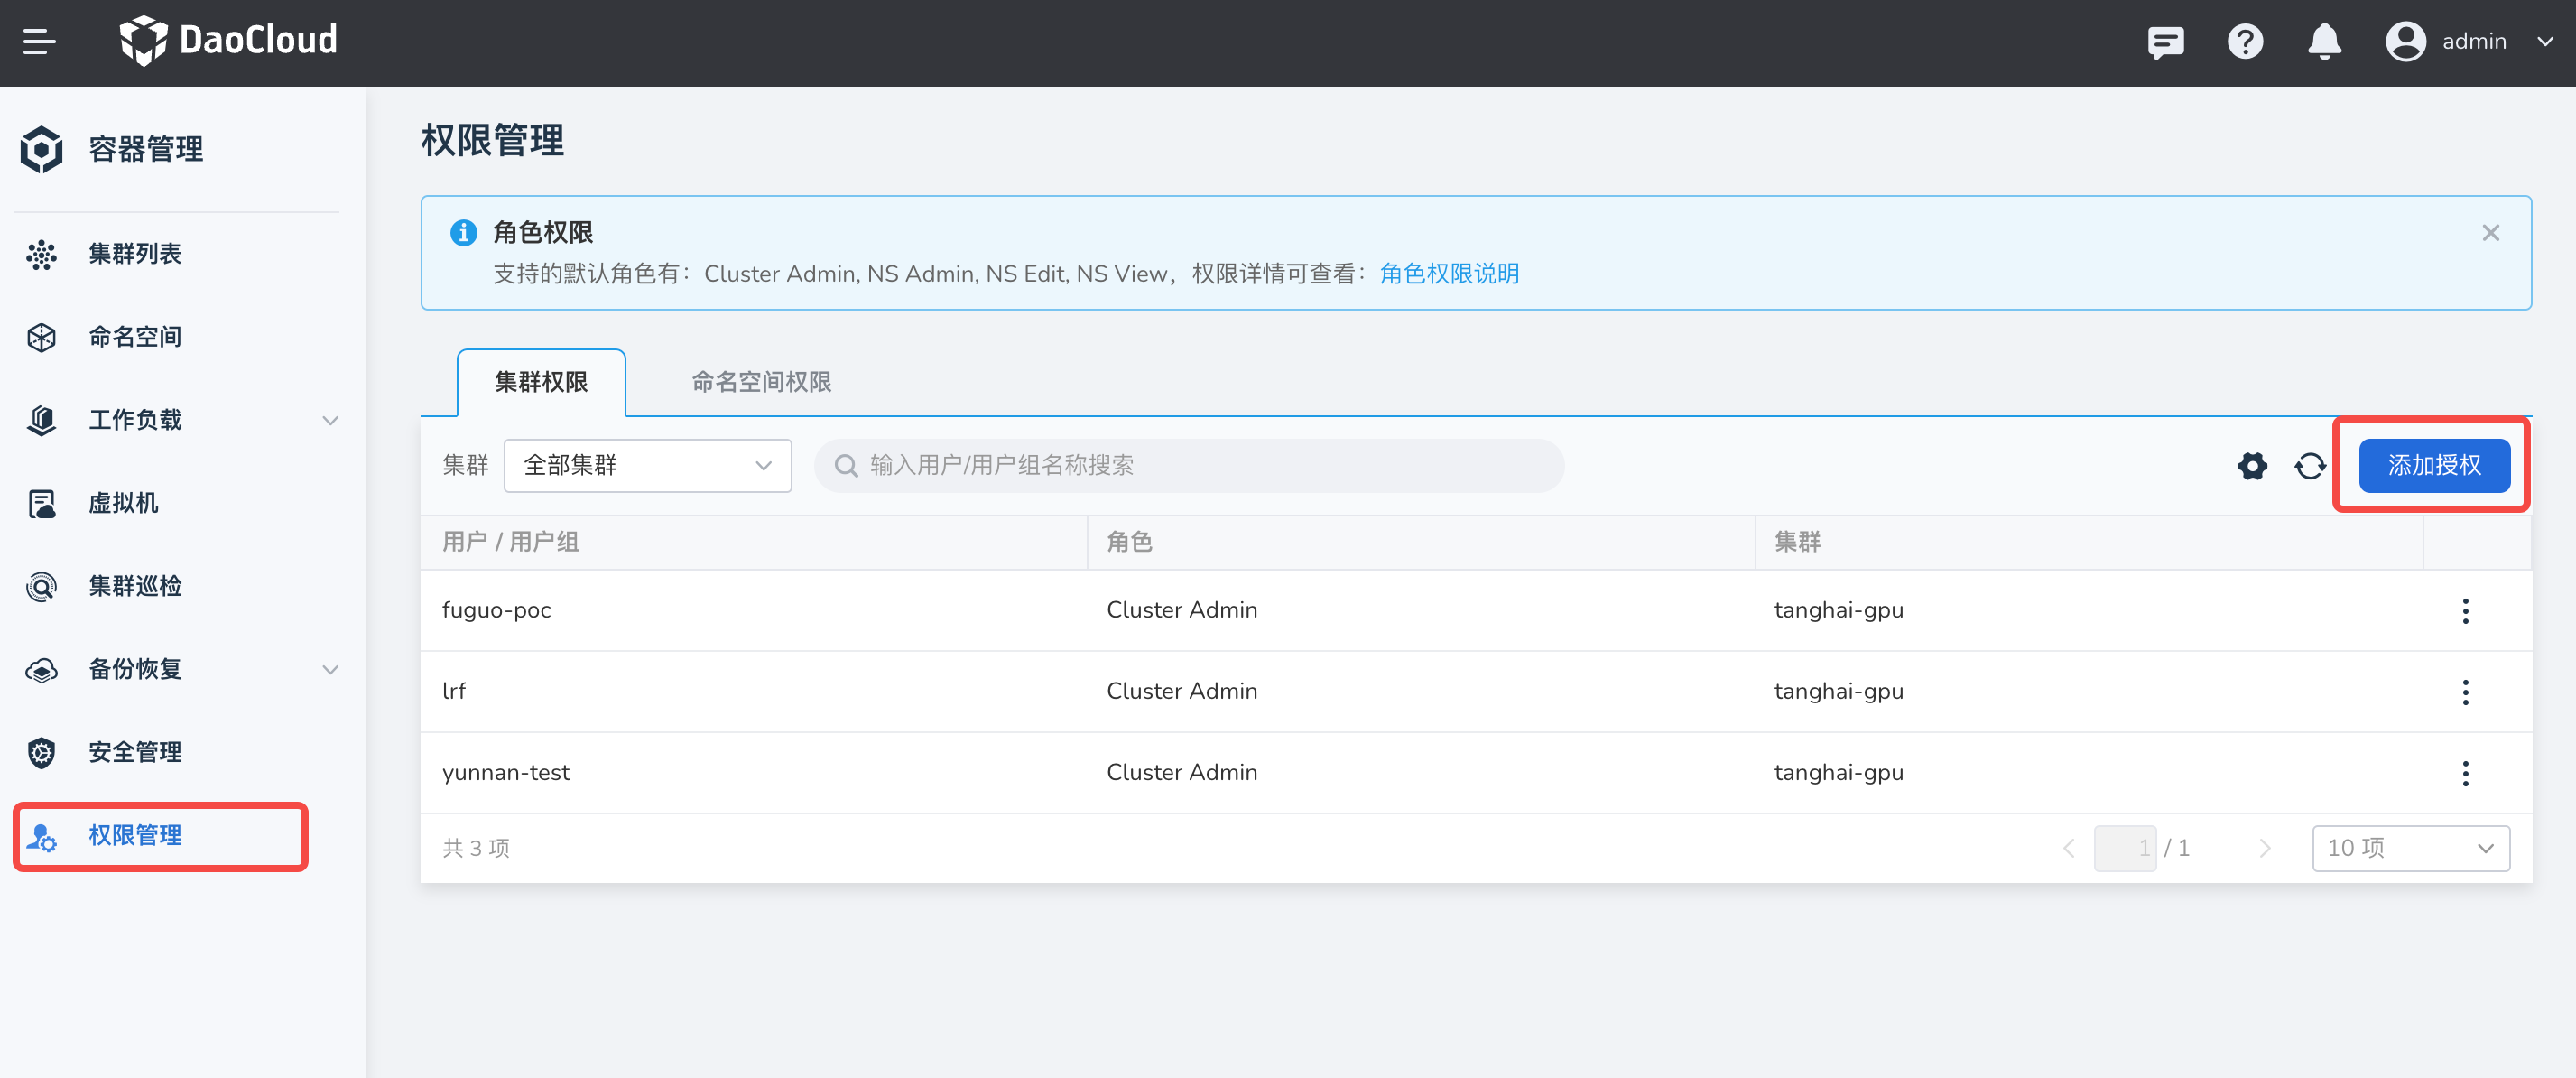 DaoCloud
admin
容器管理
集群列表
命名空间
工作负载
虚拟机
集群巡检
备份恢复
安全管理
权限管理
权限管理
角色权限
支持的默认角色有：Cluster Admin, NS Admin, NS Edit, NS View，权限详情可查看：角色权限说明
集群权限 命名空间权限
集群 全部集群 输入用户/用户组名称搜索 添加授权
用户 / 用户组 角色 集群
fuguo-poc Cluster Admin tanghai-gpu
lrf Cluster Admin tanghai-gpu
yunnan-test Cluster Admin tanghai-gpu
共 3 项 1 / 1 10 项